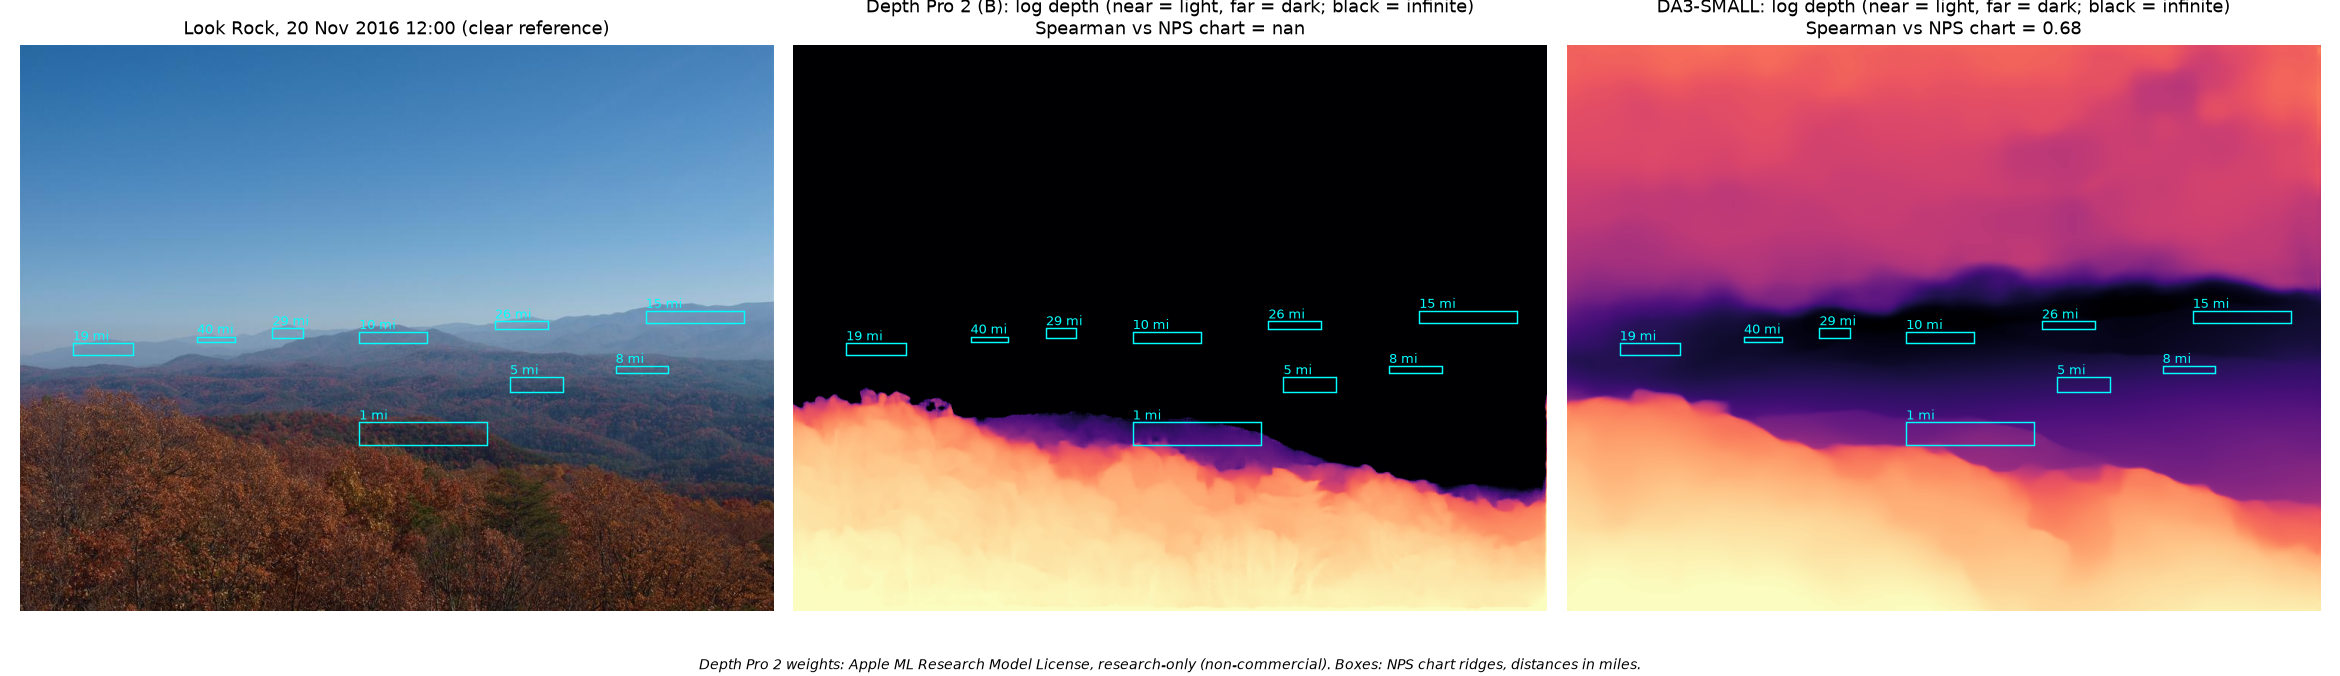 Look Rock, 20 Nov 2016 12:00 (clear reference)
19 mi
40 mi
29 mi
10 mi
26 mi
15 mi
5 mi
8 mi
1 mi
Depth Pro 2 (B): log depth (near = light, far = dark; black = infinite)
Spearman vs NPS chart = nan
19 mi
40 mi
29 mi
10 mi
26 mi
15 mi
5 mi
8 mi
1 mi
DA3-SMALL: log depth (near = light, far = dark; black = infinite)
Spearman vs NPS chart = 0.68
19 mi
40 mi
29 mi
10 mi
26 mi
15 mi
5 mi
8 mi
1 mi
Depth Pro 2 weights: Apple ML Research Model License, research-only (non-commercial). Boxes: NPS chart ridges, distances in miles.